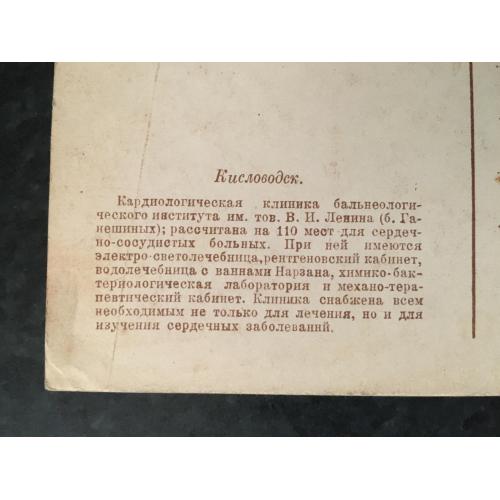 Кисловодск.
Кардиологическая клиника бальнеологи-
ческого института им. тов. В. И. Ленина (б. Га-
нешиных); рассчитана на 110 мест для сердеч-
но-сосудистых больных. При ней имеются
электро-светолечебница, рентгеновский кабинет,
водолечебница с ваннами Нарзана, химико-бак-
териологическая лаборатория и механо-тера-
певтический кабинет. Клиника снабжена всем
необходимым не только для лечения, но и для
изучения сердечных заболеваний.